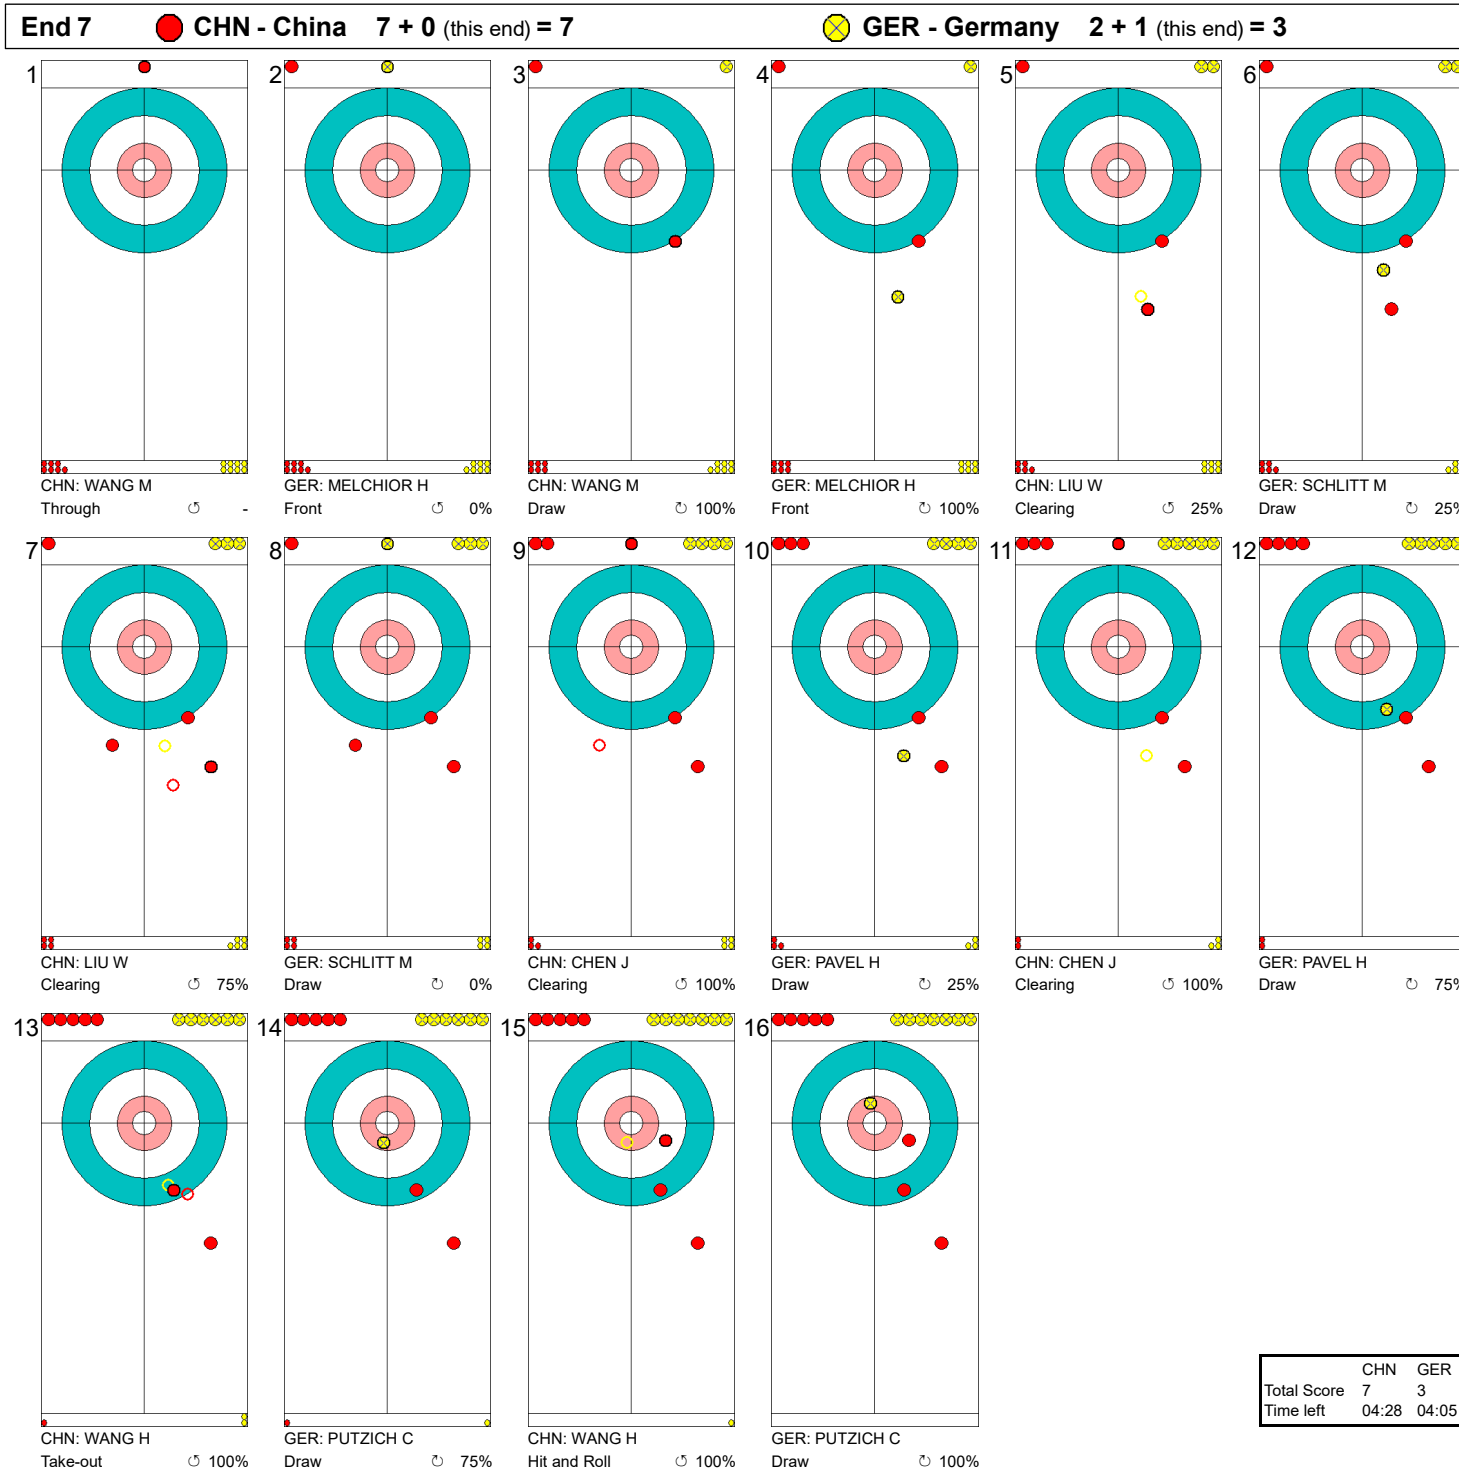 End 7 CHN - China 7 + 0 (this end) = 7 GER - Germany 2 + 1 (this end) = 3
1 2 3 4 5 6
CHN: WANG M GER: MELCHIOR H CHN: WANG M GER: MELCHIOR H CHN: LIU W GER: SCHLITT M
Through ↺ - Front ↺ 0% Draw ↻ 100% Front ↻ 100% Clearing ↺ 25% Draw ↻ 25%
7 8 9 10 11 12
CHN: LIU W GER: SCHLITT M CHN: CHEN J GER: PAVEL H CHN: CHEN J GER: PAVEL H
Clearing ↺ 75% Draw ↺ 0% Clearing ↺ 100% Draw ↻ 25% Clearing ↺ 100% Draw ↻ 75%
13 14 15 16
CHN: WANG H GER: PUTZICH C CHN: WANG H GER: PUTZICH C
Take-out ↺ 100% Draw ↺ 75% Hit and Roll ↺ 100% Draw ↻ 100%
CHN GER
Total Score 7 3
Time left 04:28 04:05